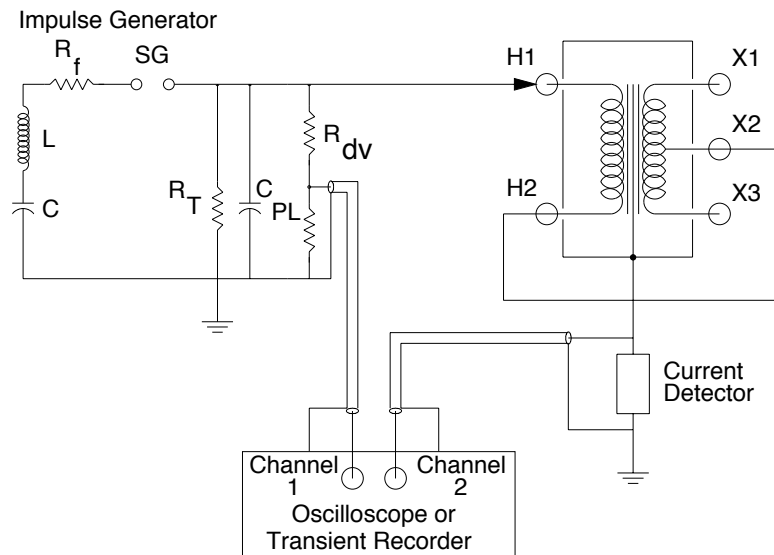 Impulse Generator
R
f
SG
L
C
R
T
C
R
dv
PL
H1
H2
X1
X2
X3
Current
Detector
Channel
1
Channel
2
Oscilloscope or
Transient Recorder